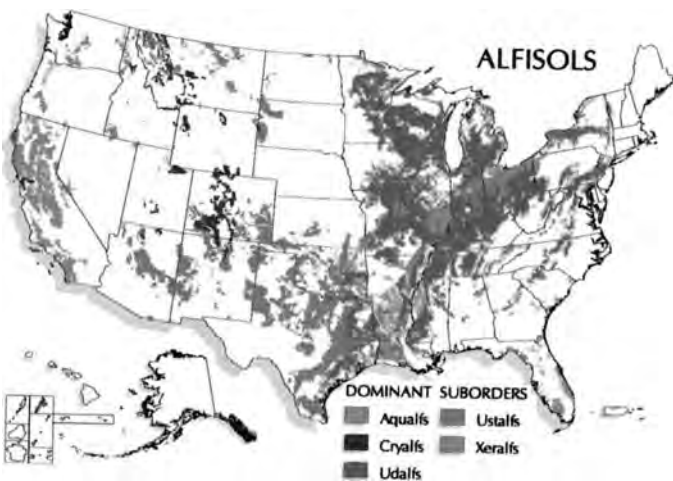 ALFISOLS
DOMINANT SUBORDERS
Aqualfs Ustalfs
Cryalfs Xeralfs
Udalfs